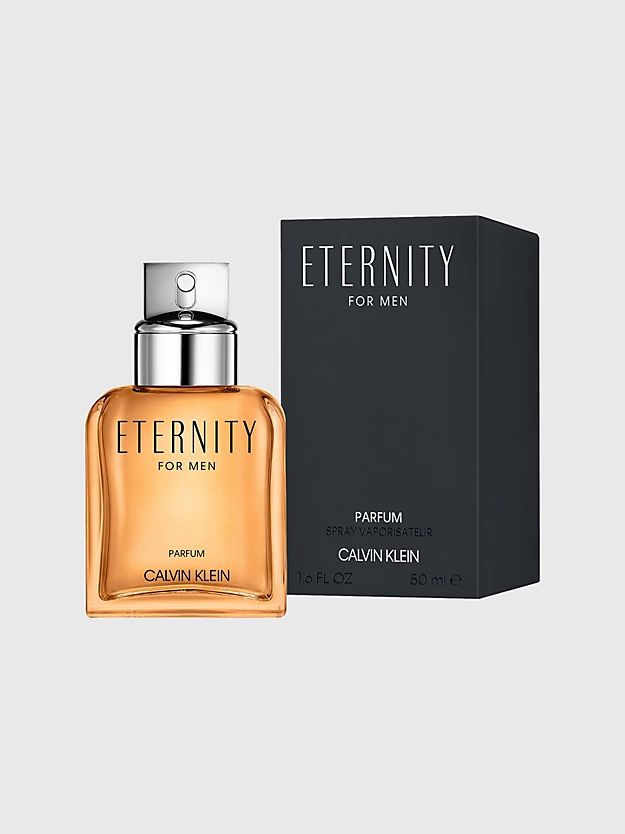 ETERNITY
FOR MEN
PARFUM
CALVIN KLEIN
ETERNITY
FOR MEN
PARFUM
SPRAY VAPORISATEUR
CALVIN KLEIN
1.6 FL OZ 50 ml ℮